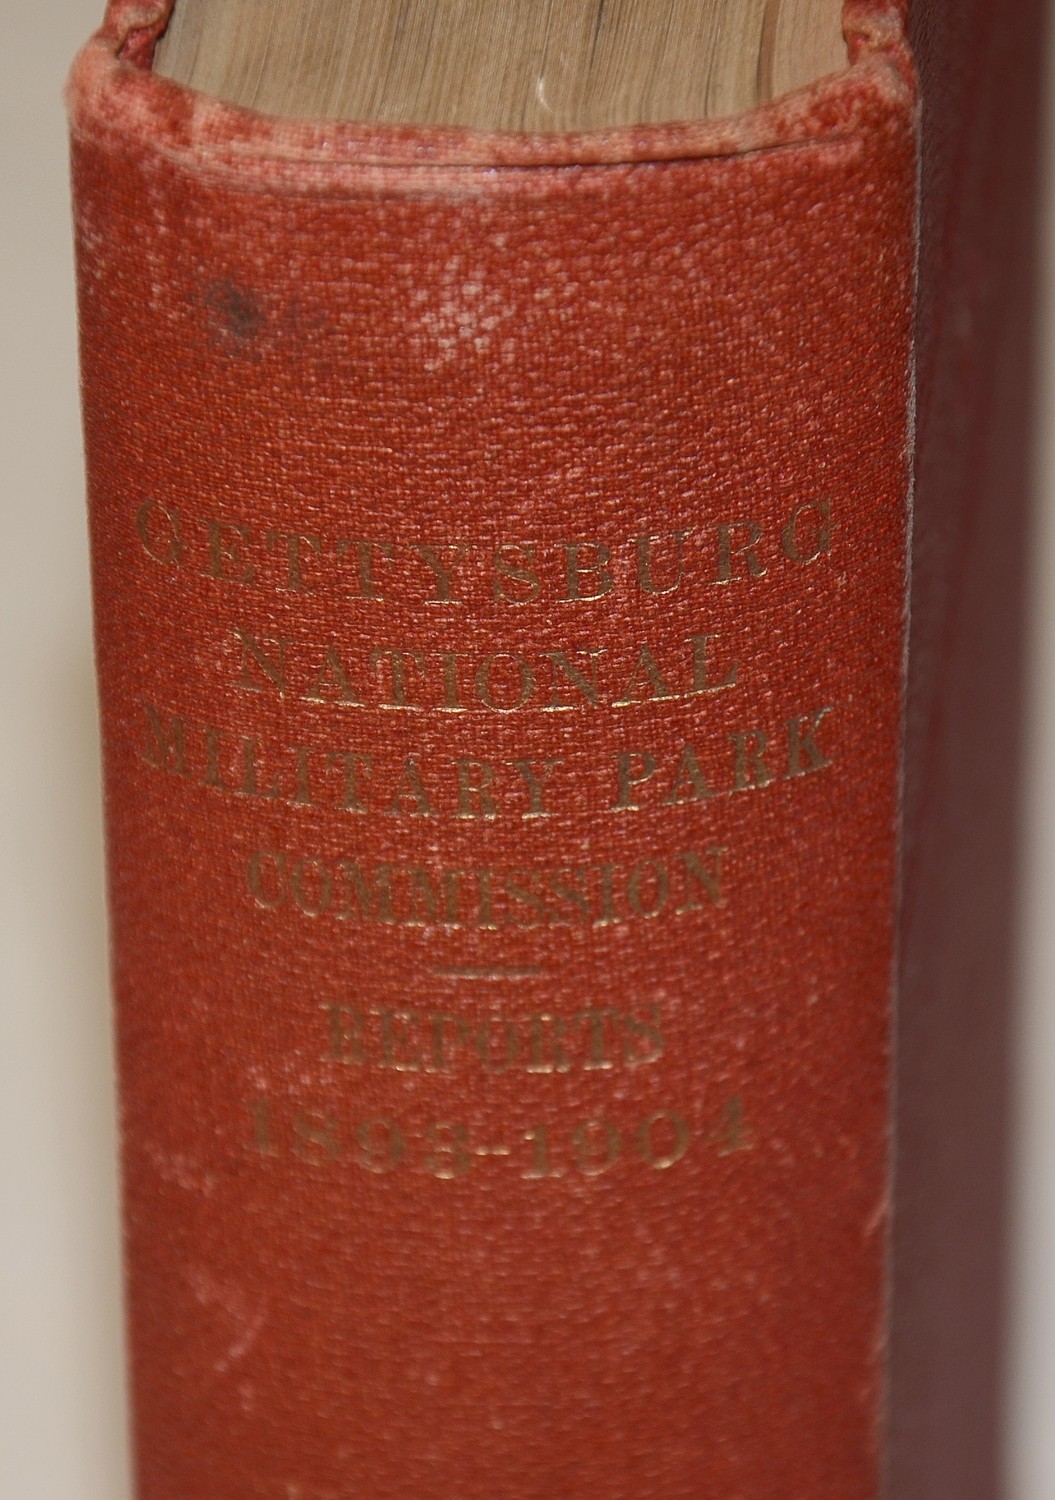 GETTYSBURG
NATIONAL
MILITARY PARK
COMMISSION
REPORTS
1893-1904